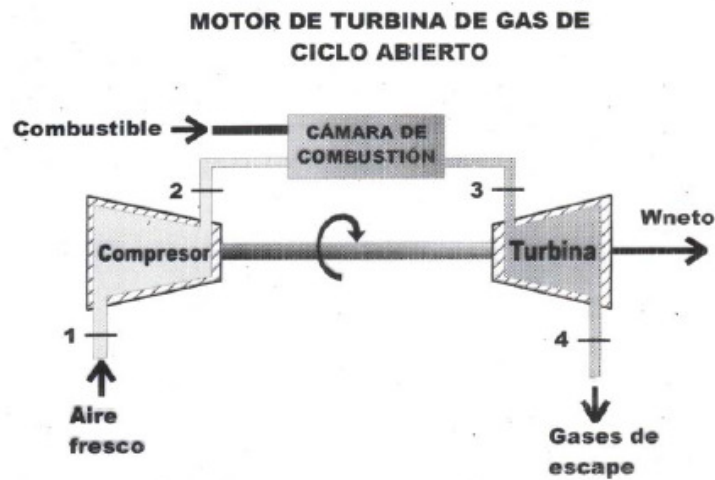 MOTOR DE TURBINA DE GAS DE
CICLO ABIERTO
Combustible
CÁMARA DE
COMBUSTIÓN
2
3
Wneto
Compresor
Turbina
1
4
Aire
fresco
Gases de
escape